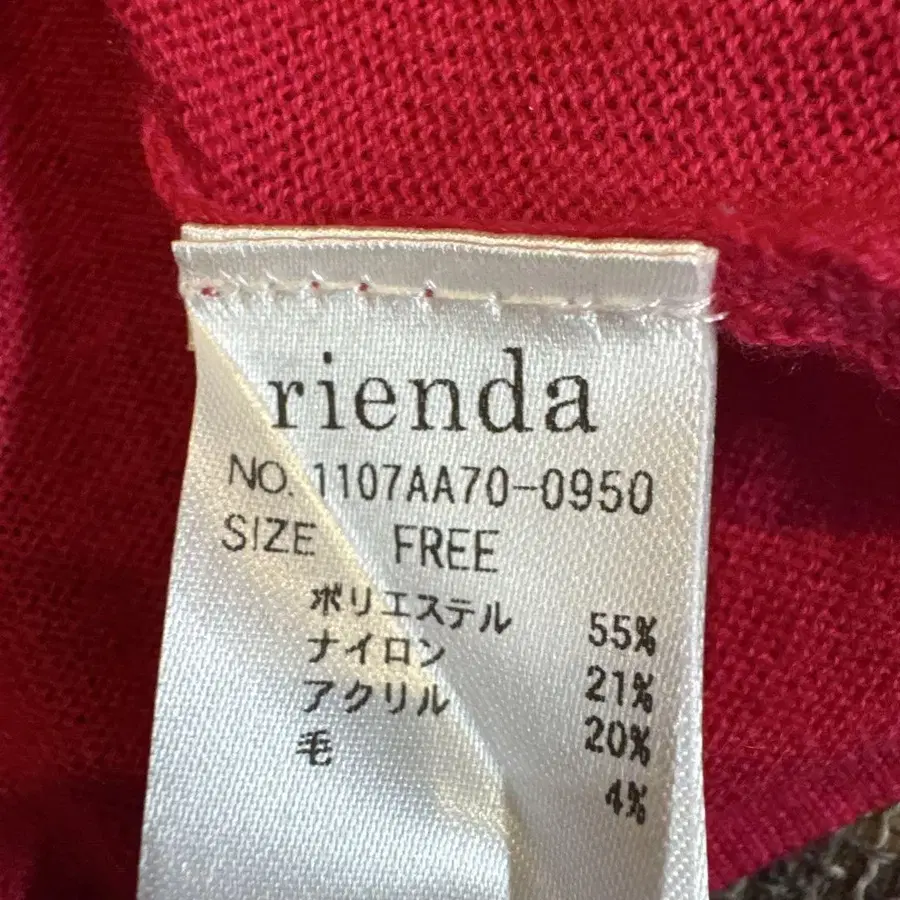 rienda
NO. 1107AA70-0950
SIZE FREE
ポリエステル 55%
ナイロン 21%
アクリル 20%
毛 4%